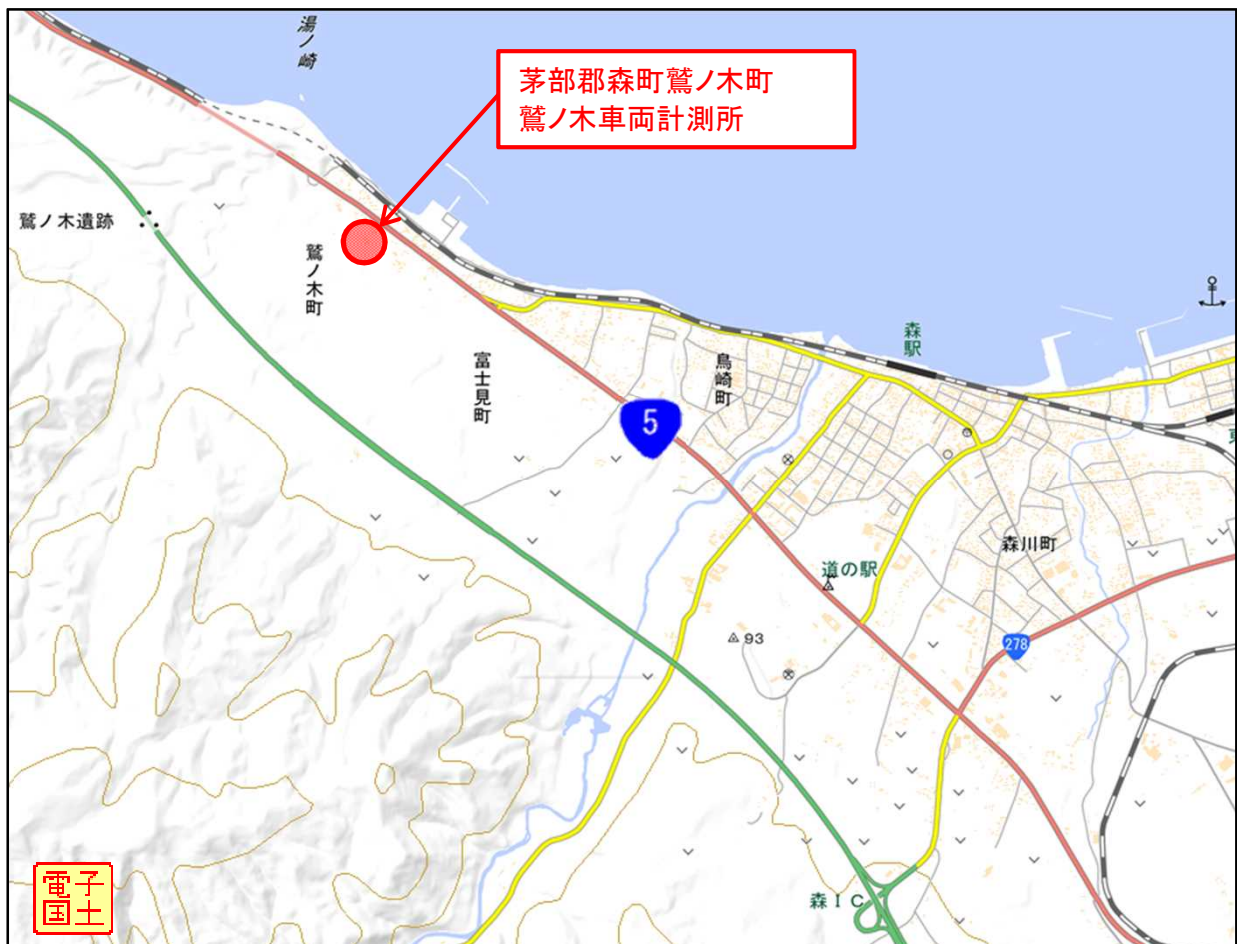 湯ノ崎
茅部郡森町鷲ノ木町
鷲ノ木車両計測所
鷲ノ木遺跡
鷲ノ木町
森駅
富士見町
鳥崎町
5
森川町
道の駅
93
278
森IC
電子
国土